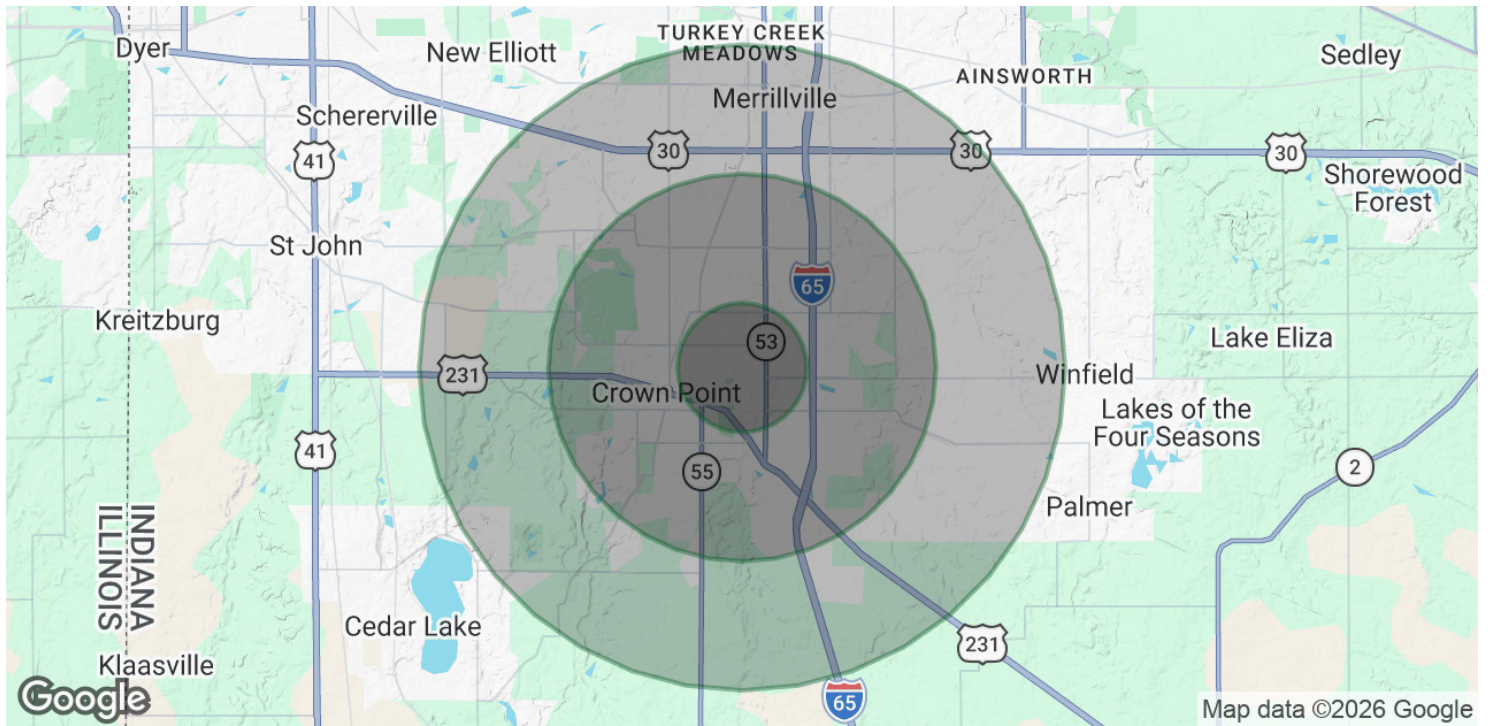 TURKEY CREEK
MEADOWS
Dyer
New Elliott
Sedley
AINSWORTH
Merrillville
Schererville
41
30
30
30
Shorewood
Forest
St John
65
Kreitzburg
53
Lake Eliza
231
Winfield
Crown Point
Lakes of the
Four Seasons
41
55
2
Palmer
INDIANA
ILLINOIS
Cedar Lake
231
Klaasville
Google
65
Map data ©2026 Google